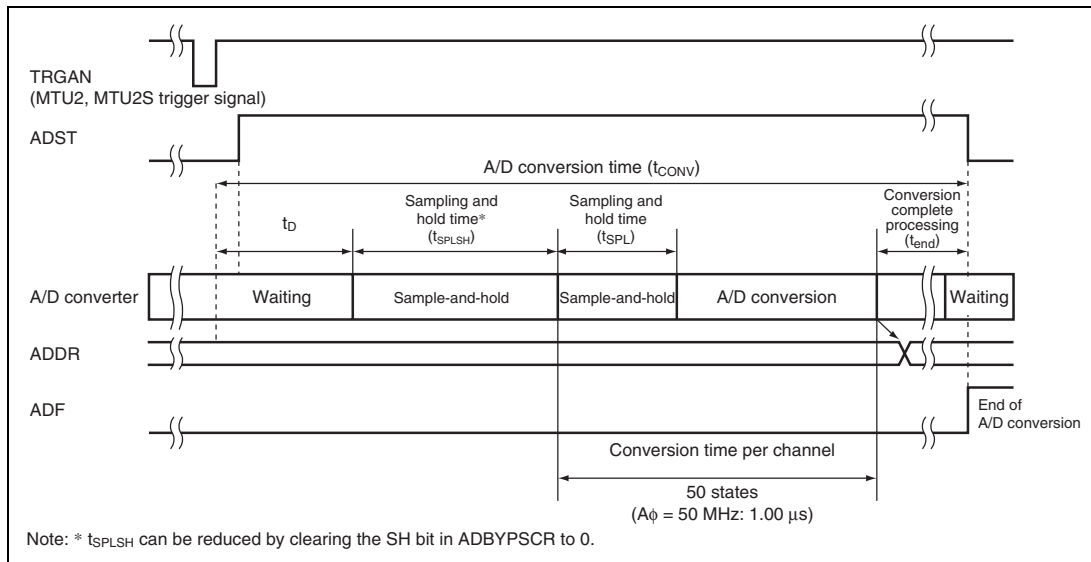 TRGAN
(MTU2, MTU2S trigger signal)
ADST
A/D conversion time (tCONV)
tD
Sampling and
hold time*
(tSPLSH)
Sampling and
hold time
(tSPL)
Conversion
complete
processing
(tend)
A/D converter
Waiting
Sample-and-hold
Sample-and-hold
A/D conversion
Waiting
ADDR
ADF
End of
A/D conversion
Conversion time per channel
50 states
(Aϕ = 50 MHz: 1.00 μs)
Note: * tSPLSH can be reduced by clearing the SH bit in ADBYPSCR to 0.